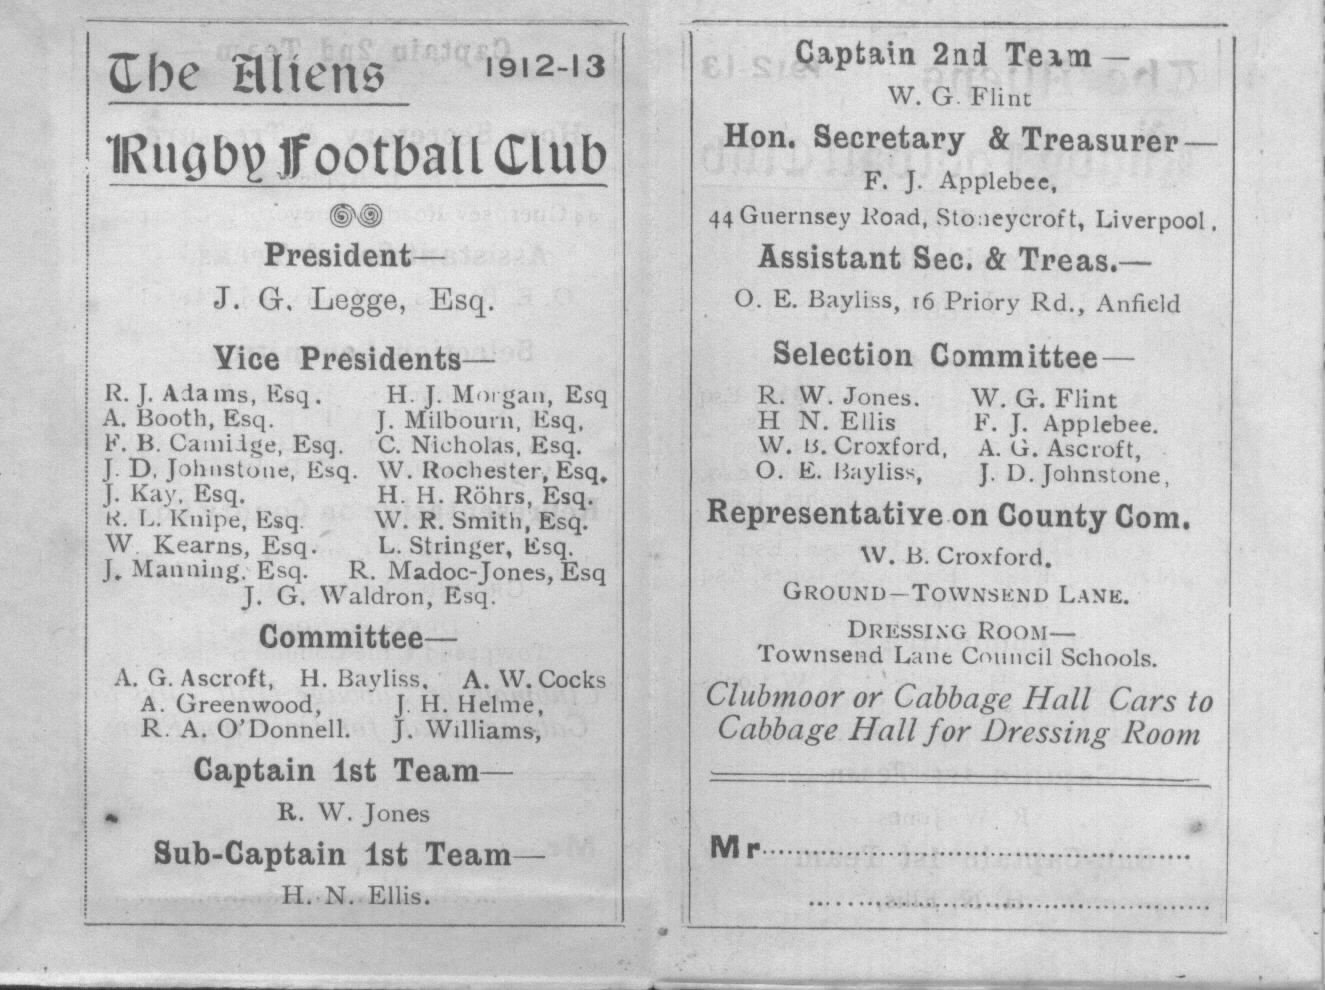 The Aliens 1912-13
Rugby Football Club
President—
J. G. Legge, Esq.
Vice Presidents—
R. J. Adams, Esq. H. J. Morgan, Esq
A. Booth, Esq. J. Milbourn, Esq.
F. B. Camidge, Esq. C. Nicholas, Esq.
J. D. Johnstone, Esq. W. Rochester, Esq.
J. Kay, Esq. H. H. Röhrs, Esq.
R. L. Knipe, Esq. W. R. Smith, Esq.
W. Kearns, Esq. L. Stringer, Esq.
J. Manning, Esq. R. Madoc-Jones, Esq
J. G. Waldron, Esq.
Committee—
A. G. Ascroft, H. Bayliss, A. W. Cocks
A. Greenwood, J. H. Helme,
R. A. O'Donnell. J. Williams,
Captain 1st Team—
R. W. Jones
Sub-Captain 1st Team—
H. N. Ellis.
Captain 2nd Team—
W. G. Flint
Hon. Secretary & Treasurer—
F. J. Applebee,
44 Guernsey Road, Stoneycroft, Liverpool.
Assistant Sec. & Treas.—
O. E. Bayliss, 16 Priory Rd., Anfield
Selection Committee—
R. W. Jones. W. G. Flint
H N. Ellis F. J. Applebee.
W. B. Croxford, A. G. Ascroft,
O. E. Bayliss, J. D. Johnstone,
Representative on County Com.
W. B. Croxford.
GROUND—TOWNSEND LANE.
DRESSING ROOM—
Townsend Lane Council Schools.
Clubmoor or Cabbage Hall Cars to
Cabbage Hall for Dressing Room
Mr